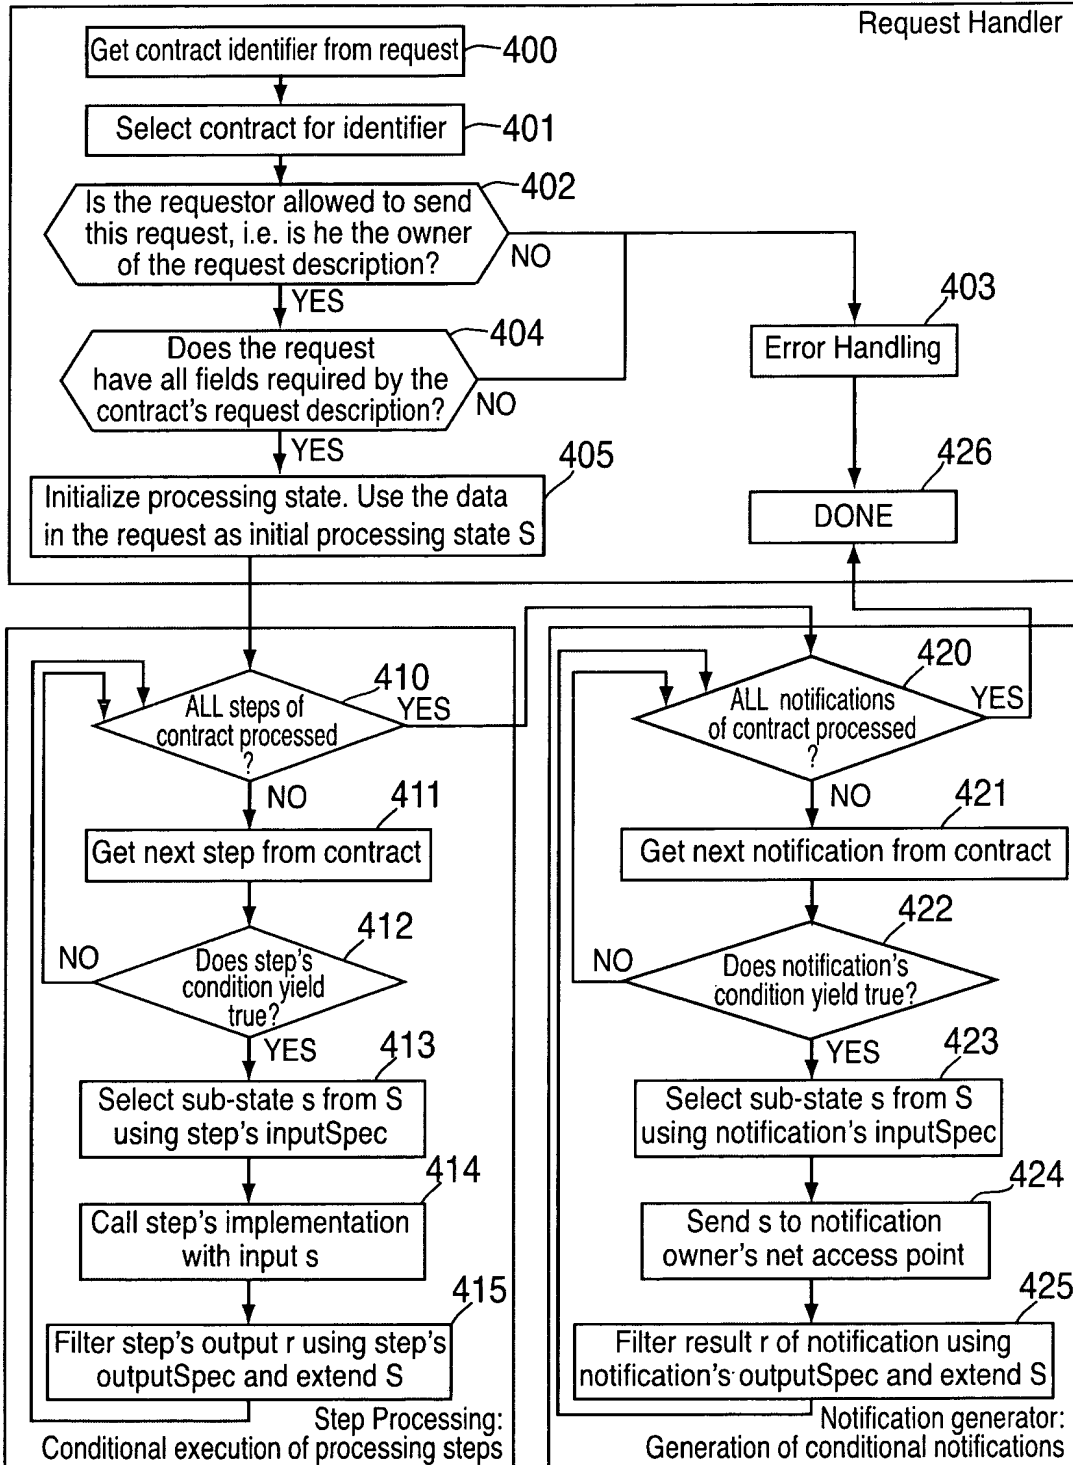 Request Handler
Get contract identifier from request
400
Select contract for identifier
401
402
Is the requestor allowed to send
this request, i.e. is he the owner
of the request description?
NO
YES
403
Error Handling
404
Does the request
have all fields required by the
contract's request description?
NO
YES
405
Initialize processing state. Use the data
in the request as initial processing state S
426
DONE
410
ALL steps of
contract processed
?
YES
NO
411
Get next step from contract
412
Does step's
condition yield
true?
NO
YES
413
Select sub-state s from S
using step's inputSpec
414
Call step's implementation
with input s
415
Filter step's output r using step's
outputSpec and extend S
Step Processing:
Conditional execution of processing steps
420
ALL notifications
of contract processed
?
YES
NO
421
Get next notification from contract
422
Does notification's
condition yield true?
NO
YES
423
Select sub-state s from S
using notification's inputSpec
424
Send s to notification
owner's net access point
425
Filter result r of notification using
notification's outputSpec and extend S
Notification generator:
Generation of conditional notifications